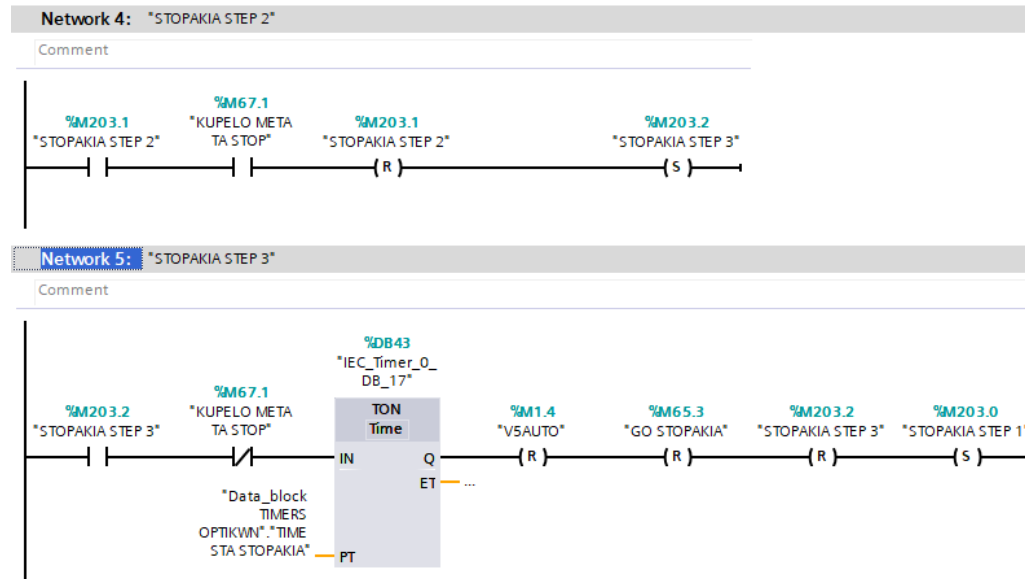 Network 4: "STOPAKIA STEP 2"
Comment
%M203.1
"STOPAKIA STEP 2"
%M67.1
"KUPELO META
TA STOP"
%M203.1
"STOPAKIA STEP 2"
R
%M203.2
"STOPAKIA STEP 3"
S
Network 5: "STOPAKIA STEP 3"
Comment
%M203.2
"STOPAKIA STEP 3"
%M67.1
"KUPELO META
TA STOP"
%DB43
"IEC_Timer_0_
DB_17"
TON
Time
IN
Q
ET
...
"Data_block
TIMERS
OPTIKWN"."TIME
STA STOPAKIA"
PT
%M1.4
"V5AUTO"
R
%M65.3
"GO STOPAKIA"
R
%M203.2
"STOPAKIA STEP 3"
R
%M203.0
"STOPAKIA STEP 1"
S